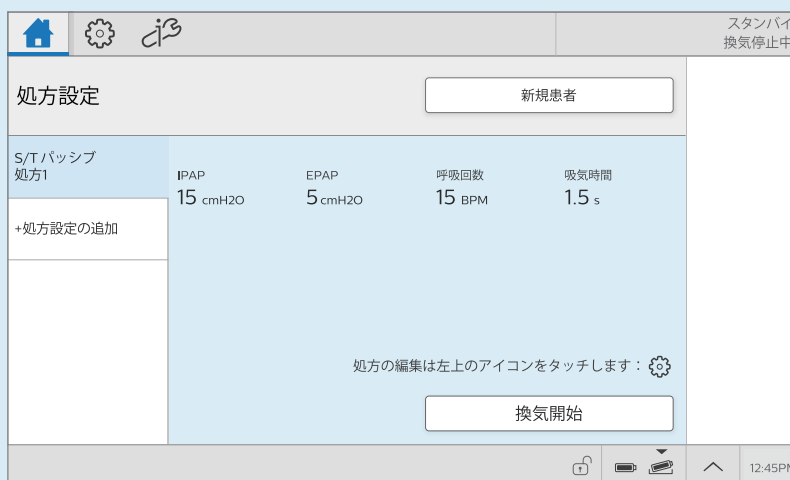 スタンバイ
換気停止中
処方設定
新規患者
S/T パッシブ
処方1
+処方設定の追加
IPAP
15 cmH2O
EPAP
5 cmH2O
呼吸回数
15 BPM
吸気時間
1.5 s
処方の編集は左上のアイコンをタッチします：
換気開始
12:45PM